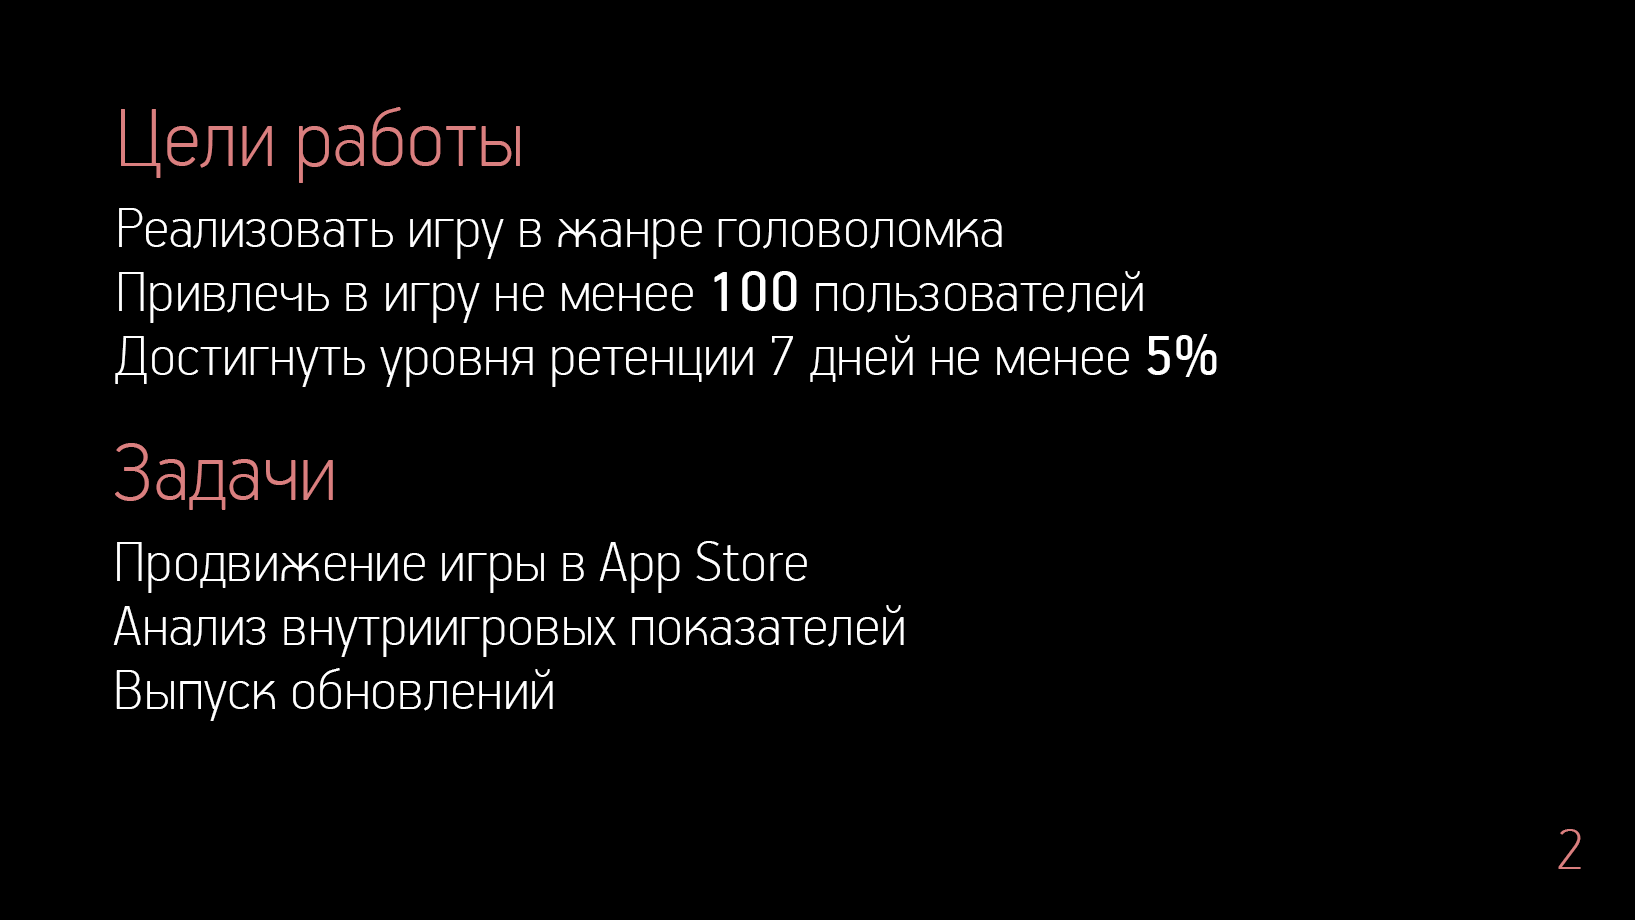 Цели работы
Реализовать игру в жанре головоломка
Привлечь в игру не менее 100 пользователей
Достигнуть уровня ретенции 7 дней не менее 5%
Задачи
Продвижение игры в App Store
Анализ внутриигровых показателей
Выпуск обновлений
2